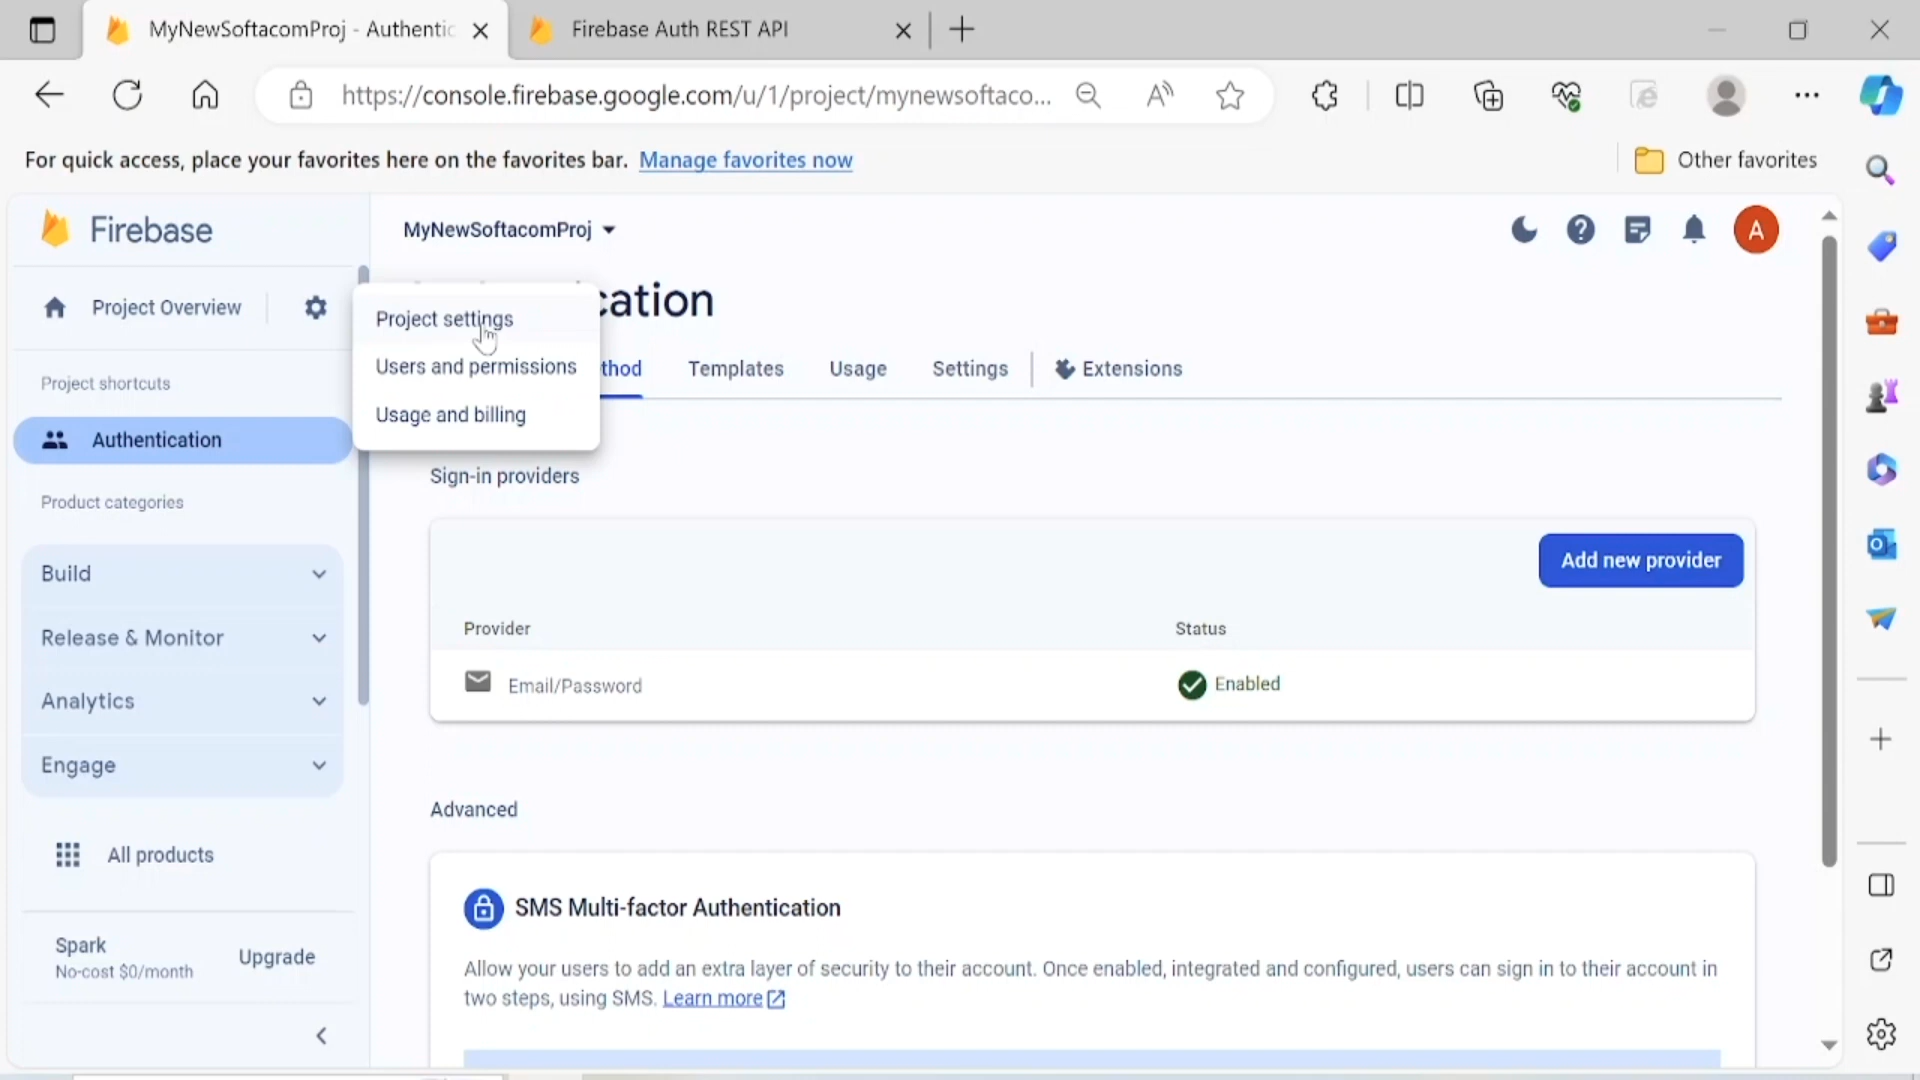 MyNewSoftacomProj - Authentic
Firebase Auth REST API
https://console.firebase.google.com/u/1/project/mynewsoftaco...
For quick access, place your favorites here on the favorites bar. Manage favorites now
Other favorites
Firebase
MyNewSoftacomProj
A
Project Overview
Project settings
Users and permissions
Usage and billing
cation
thod
Templates
Usage
Settings
Extensions
Project shortcuts
Authentication
Product categories
Build
Release & Monitor
Analytics
Engage
All products
Spark
No-cost $0/month
Upgrade
Sign-in providers
Add new provider
Provider
Status
Email/Password
Enabled
Advanced
SMS Multi-factor Authentication
Allow your users to add an extra layer of security to their account. Once enabled, integrated and configured, users can sign in to their account in
two steps, using SMS. Learn more